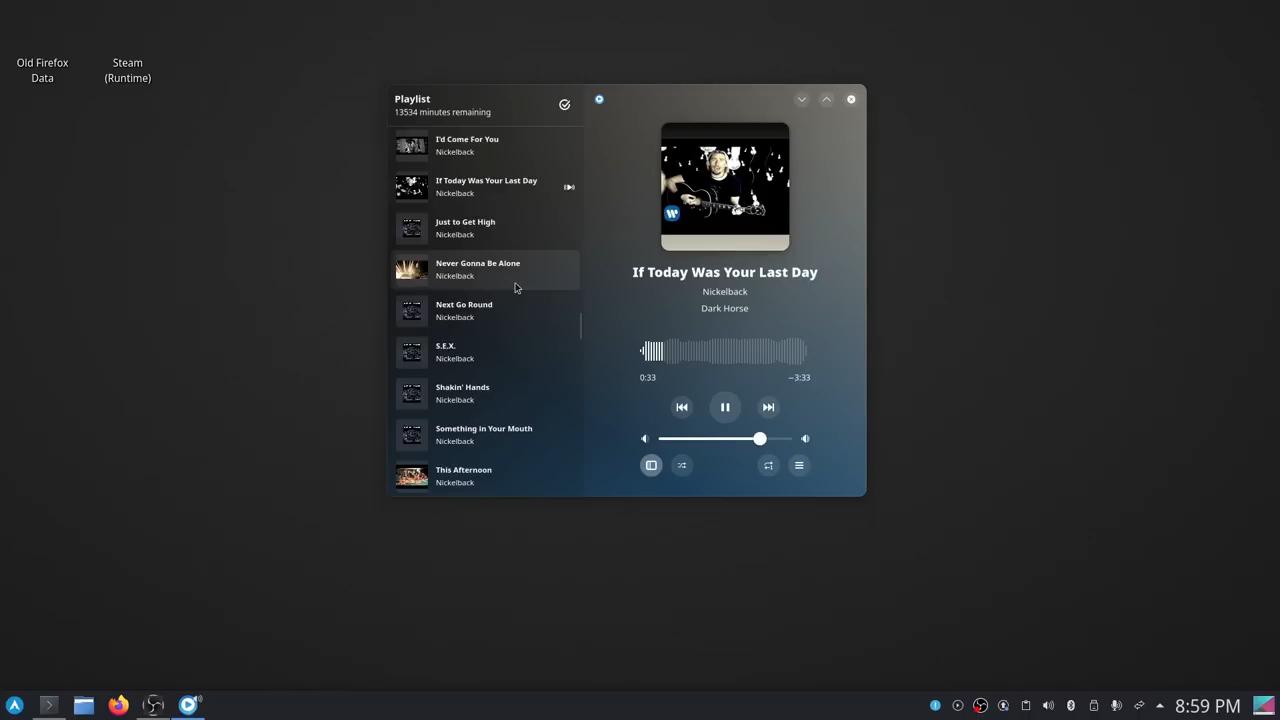 Old Firefox
Data
Steam
(Runtime)
Playlist
13534 minutes remaining
I'd Come For You
Nickelback
If Today Was Your Last Day
Nickelback
Just to Get High
Nickelback
Never Gonna Be Alone
Nickelback
Next Go Round
Nickelback
S.E.X.
Nickelback
Shakin' Hands
Nickelback
Something in Your Mouth
Nickelback
This Afternoon
Nickelback
If Today Was Your Last Day
Nickelback
Dark Horse
0:33
−3:33
8:59 PM